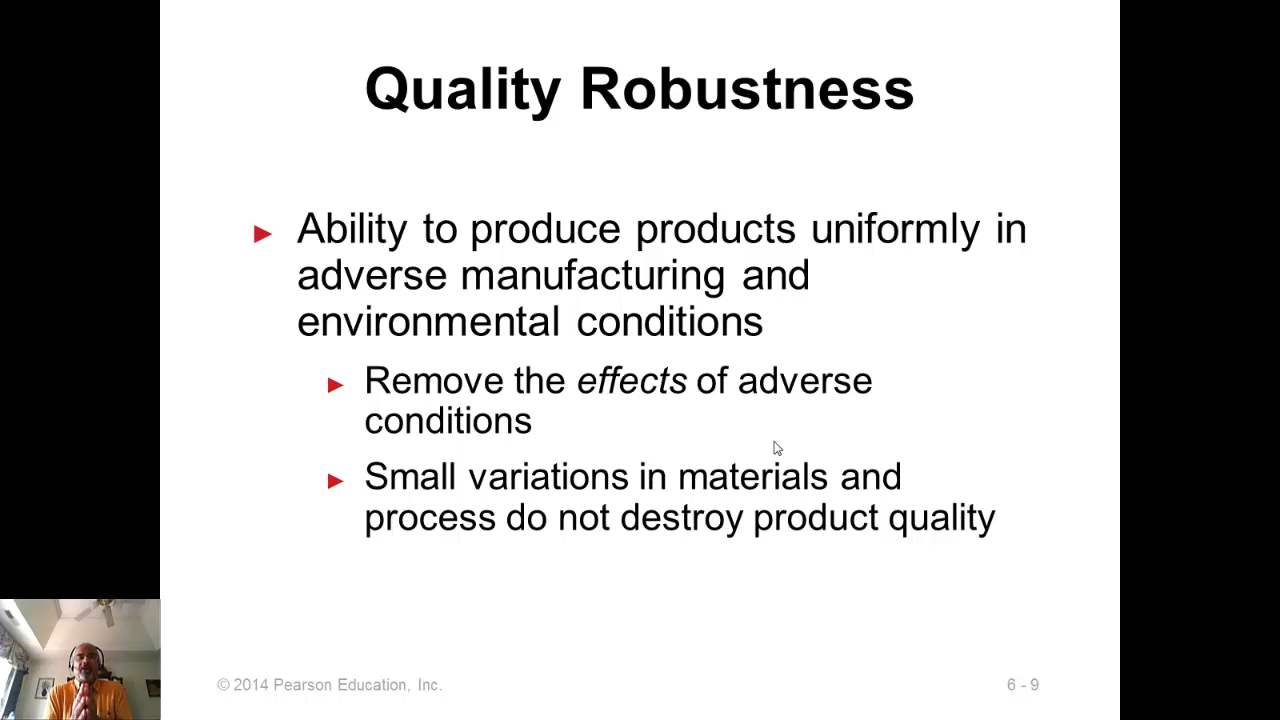 Quality Robustness
► Ability to produce products uniformly in
adverse manufacturing and
environmental conditions
► Remove the effects of adverse
conditions
► Small variations in materials and
process do not destroy product quality
© 2014 Pearson Education, Inc.
6 - 9